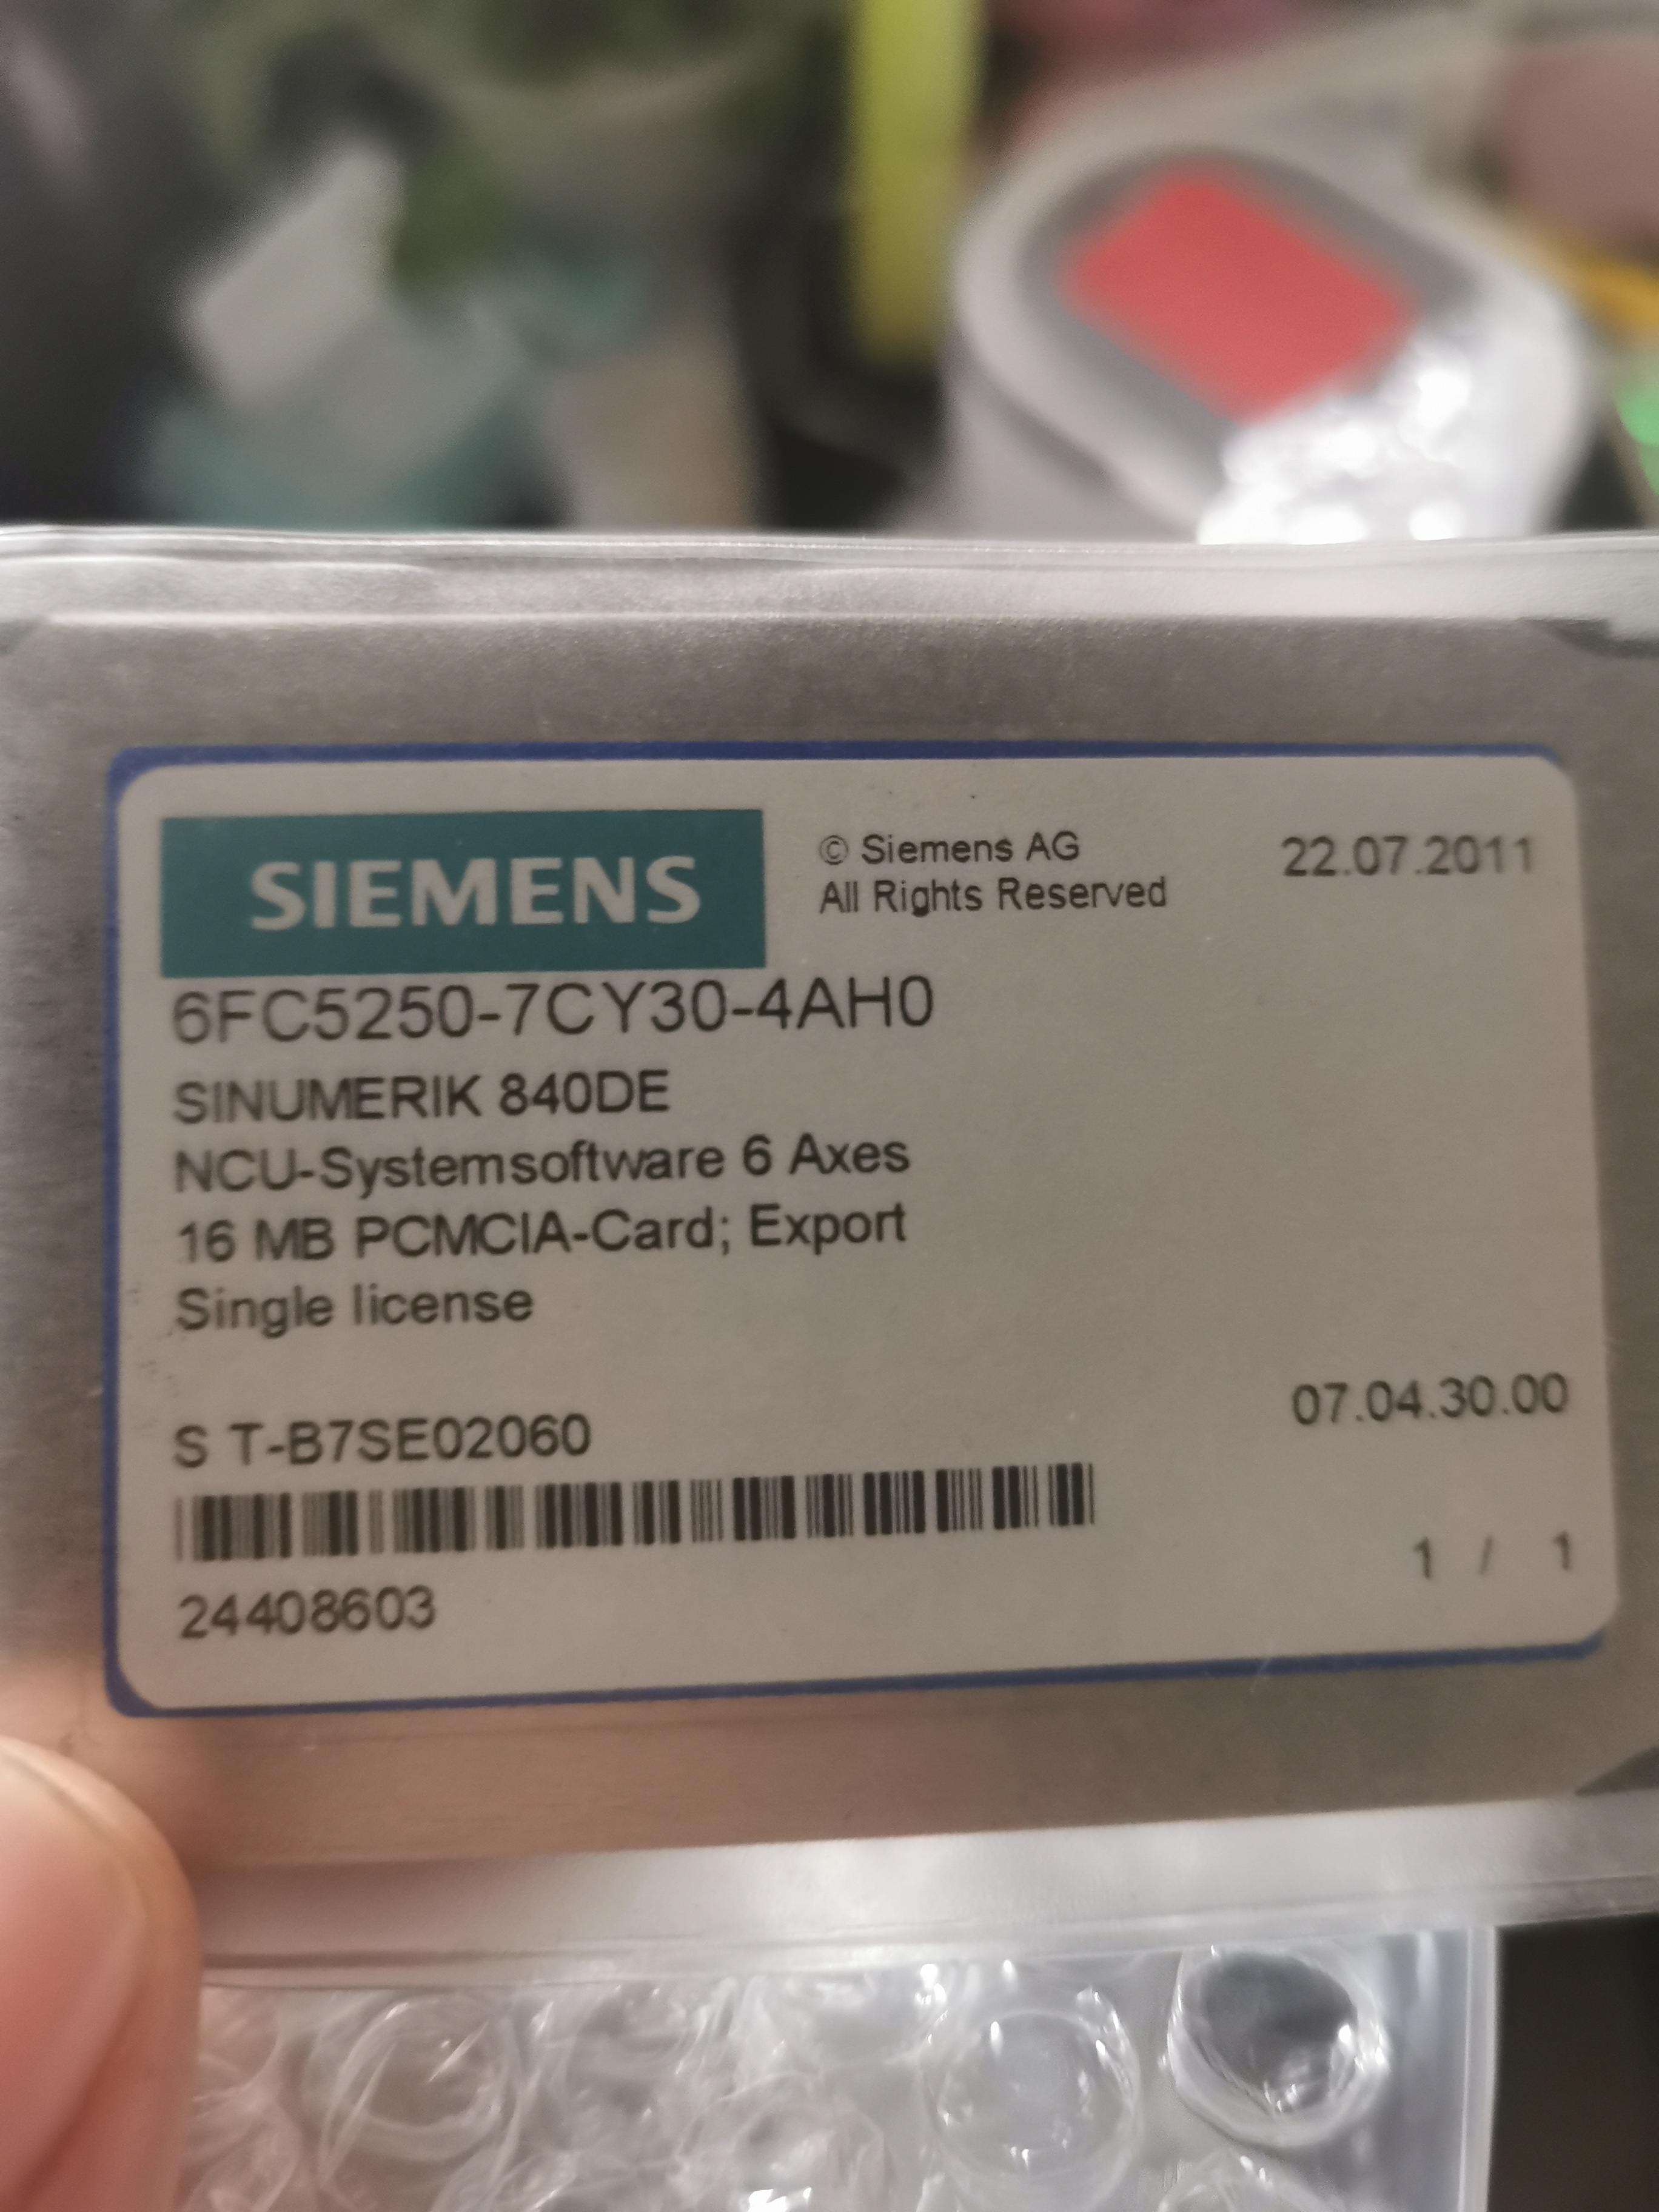 SIEMENS
© Siemens AG
All Rights Reserved
22.07.2011
6FC5250-7CY30-4AH0
SINUMERIK 840DE
NCU-Systemsoftware 6 Axes
16 MB PCMCIA-Card; Export
Single license
07.04.30.00
S T-B7SE02060
1 / 1
24408603